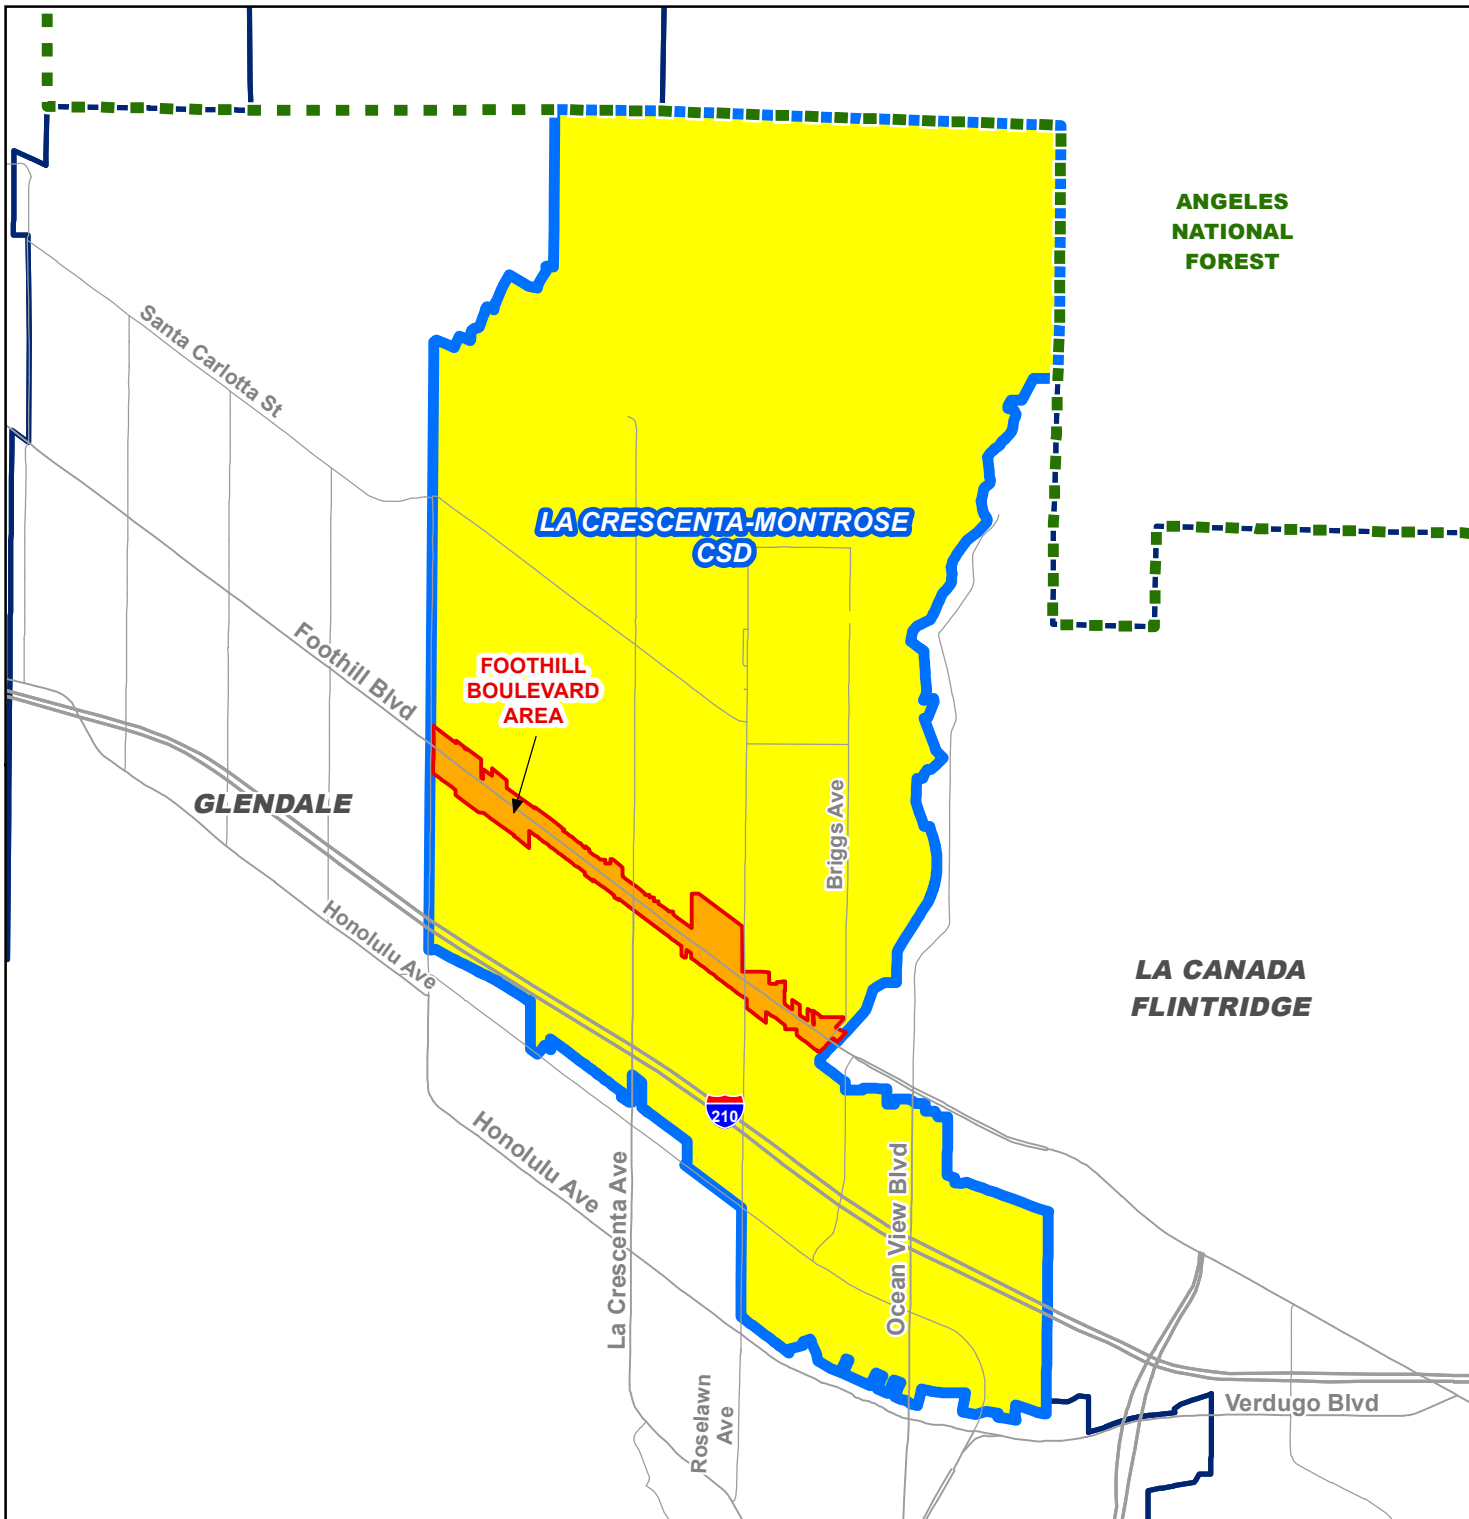 ANGELES
NATIONAL
FOREST
Santa Carlotta St
LA CRESCENTA-MONTROSE
CSD
Foothill Blvd
FOOTHILL
BOULEVARD
AREA
GLENDALE
Briggs Ave
Honolulu Ave
LA CANADA
FLINTRIDGE
210
Honolulu Ave
La Crescenta Ave
Ocean View Blvd
Roselawn
Ave
Verdugo Blvd